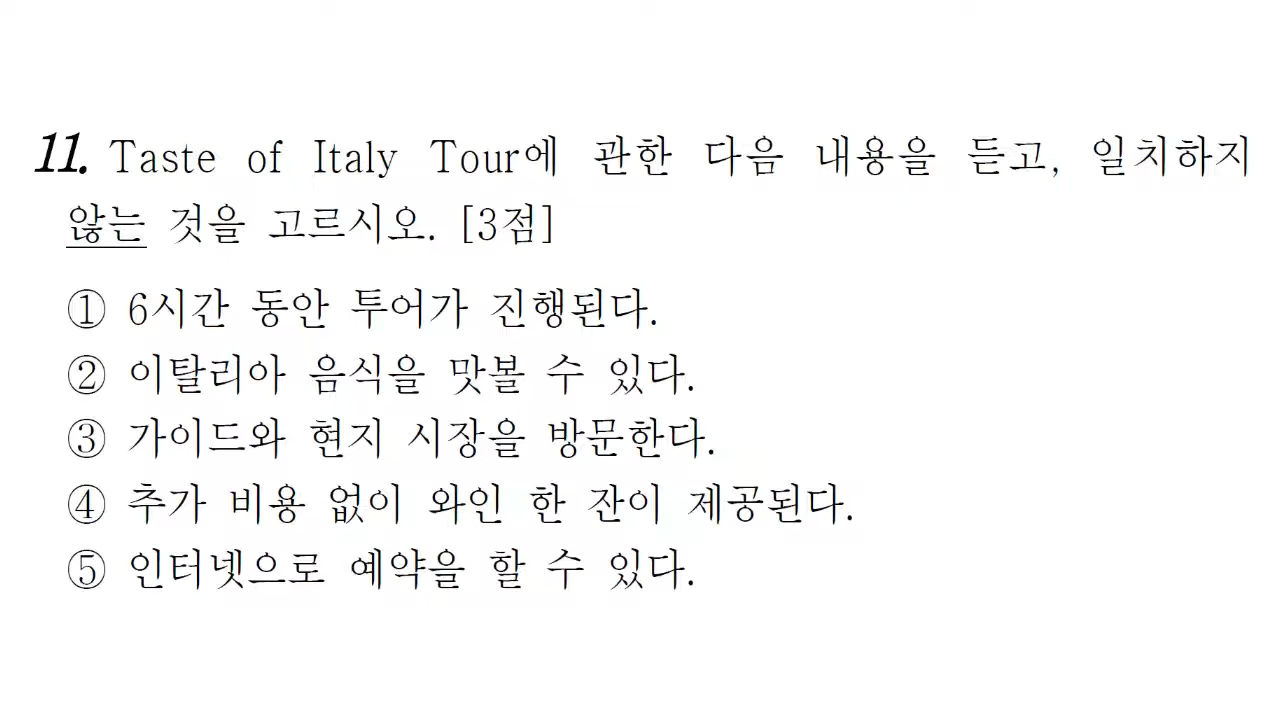 11. Taste of Italy Tour에 관한 다음 내용을 듣고, 일치하지
않는 것을 고르시오. [3점]
① 6시간 동안 투어가 진행된다.
② 이탈리아 음식을 맛볼 수 있다.
③ 가이드와 현지 시장을 방문한다.
④ 추가 비용 없이 와인 한 잔이 제공된다.
⑤ 인터넷으로 예약을 할 수 있다.